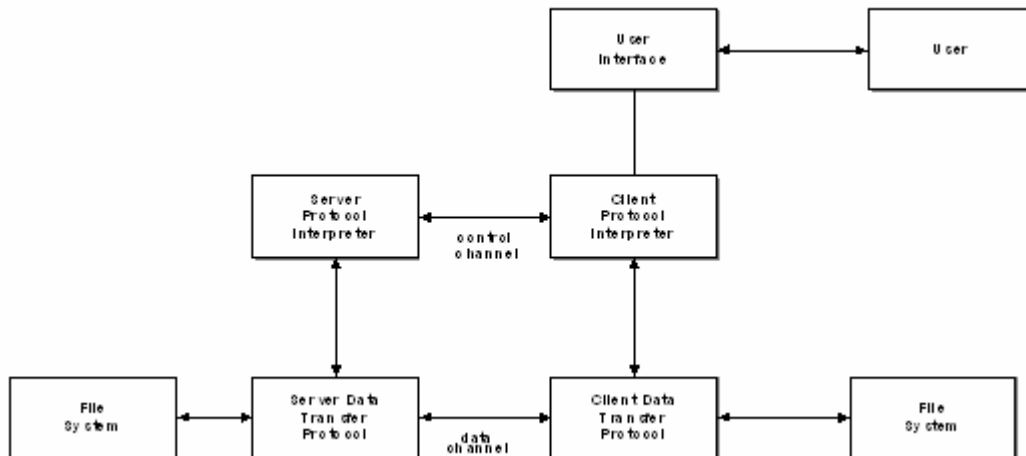 User
Interface
User
Server
Protocol
Interpreter
control
channel
Client
Protocol
Interpreter
File
System
Server Data
Transfer
Protocol
data
channel
Client Data
Transfer
Protocol
File
System